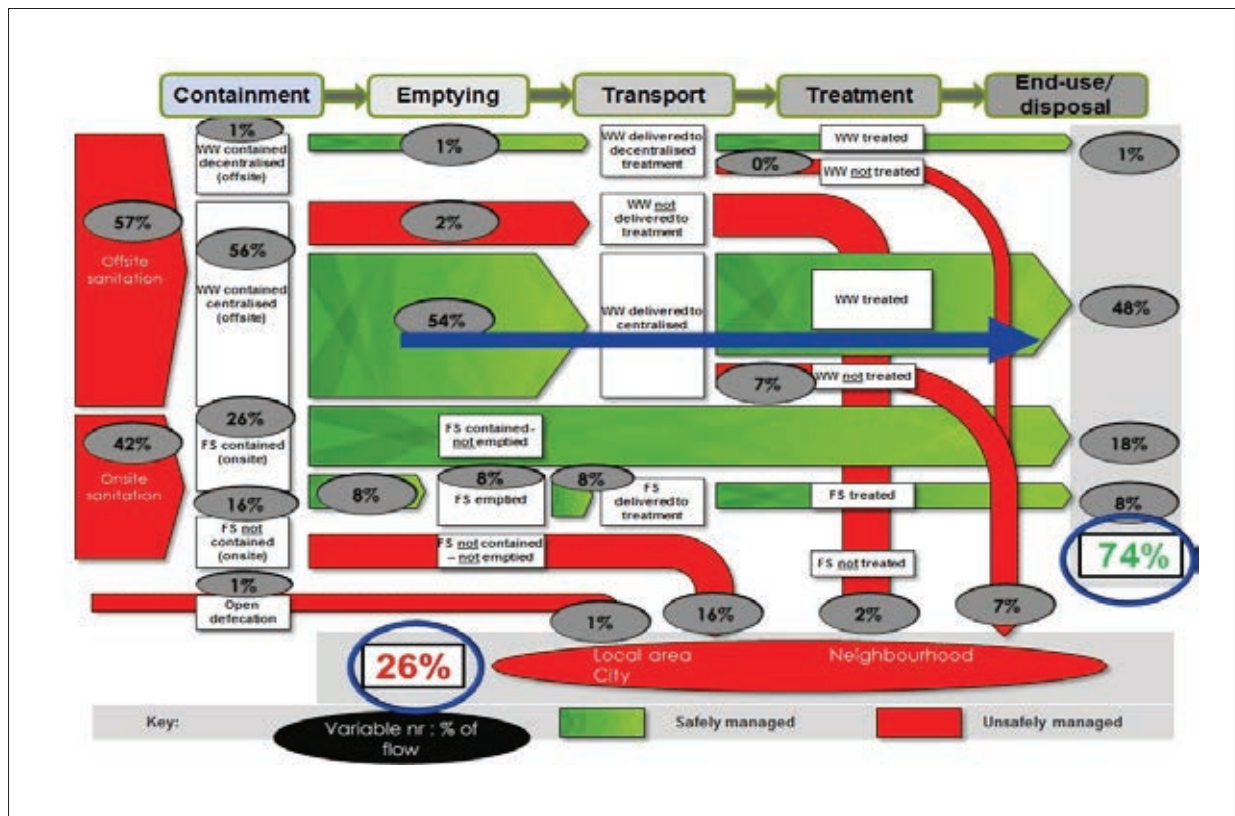 Containment
Emptying
Transport
Treatment
End-use/
disposal
1%
WW contained
decentralised
(offsite)
1%
WW delivered to
decentralised
treatment
WW treated
1%
0%
WW not treated
57%
Offsite
sanitation
56%
WW contained
centralised
(offsite)
2%
WW not
delivered to
treatment
54%
WW delivered to
centralised
WW treated
48%
7%
WW not treated
42%
Onsite
sanitation
26%
FS contained
(onsite)
FS contained-
not emptied
18%
8%
8%
FS emptied
8%
FS
delivered to
treatment
FS treated
8%
16%
FS not
contained
(onsite)
FS not contained
– not emptied
FS not treated
74%
1%
Open
defecation
1%
16%
2%
7%
26%
Local area
City
Neighbourhood
Key:
Variable nr : % of
flow
Safely managed
Unsafely managed